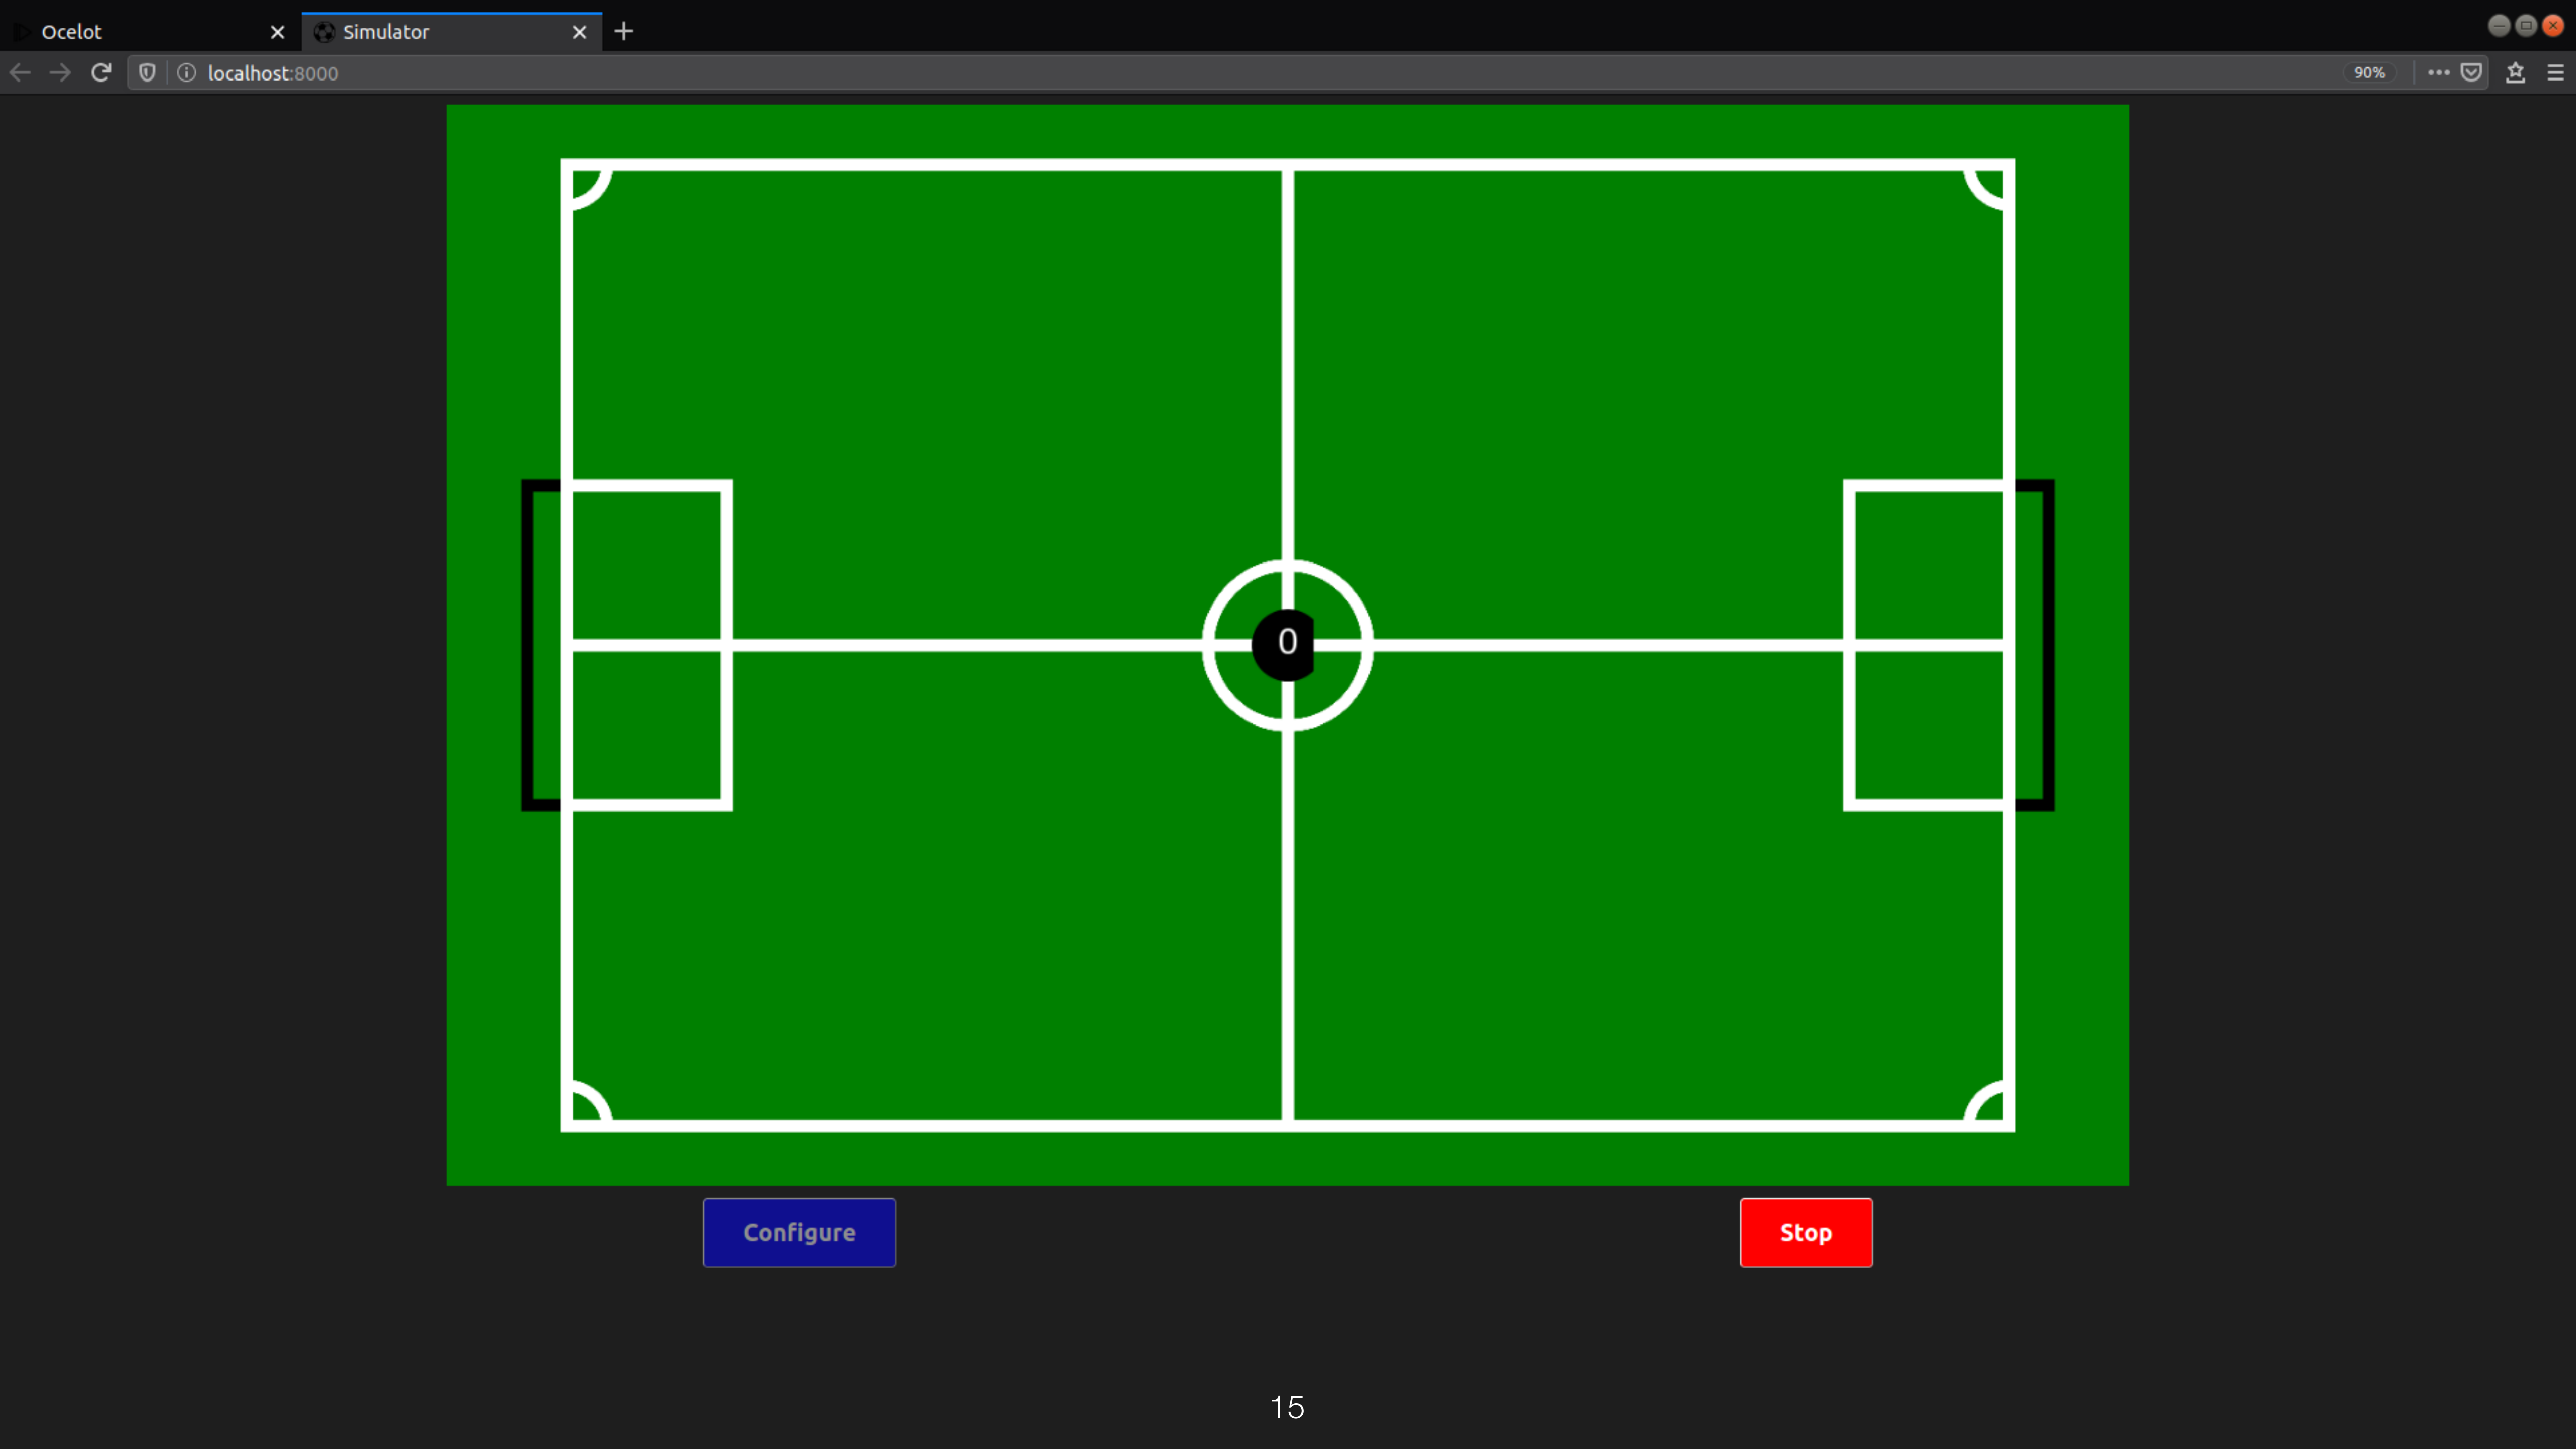 Ocelot
Simulator
localhost:8000
90%
0
Configure
Stop
15